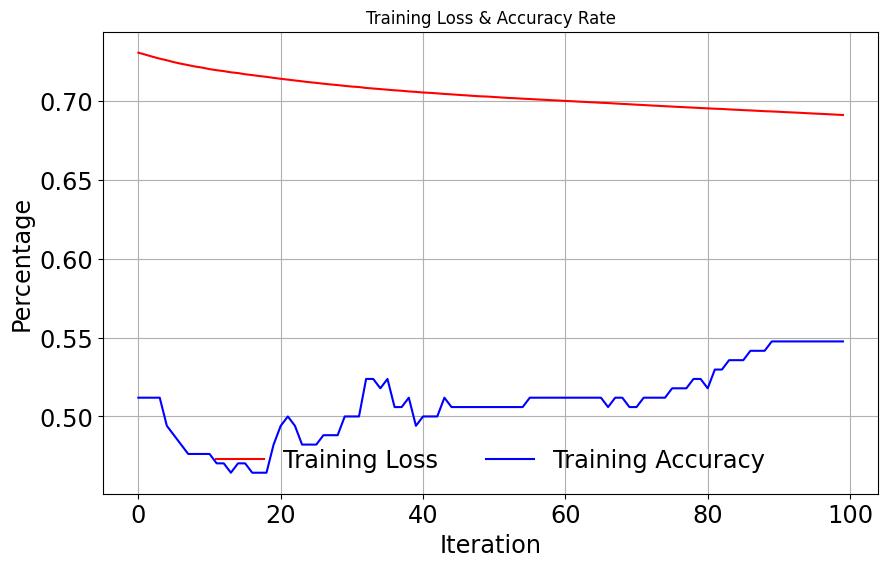 Training Loss & Accuracy Rate
Percentage
0.70
0.65
0.60
0.55
0.50
Training Loss
Training Accuracy
0 20 40 60 80 100
Iteration